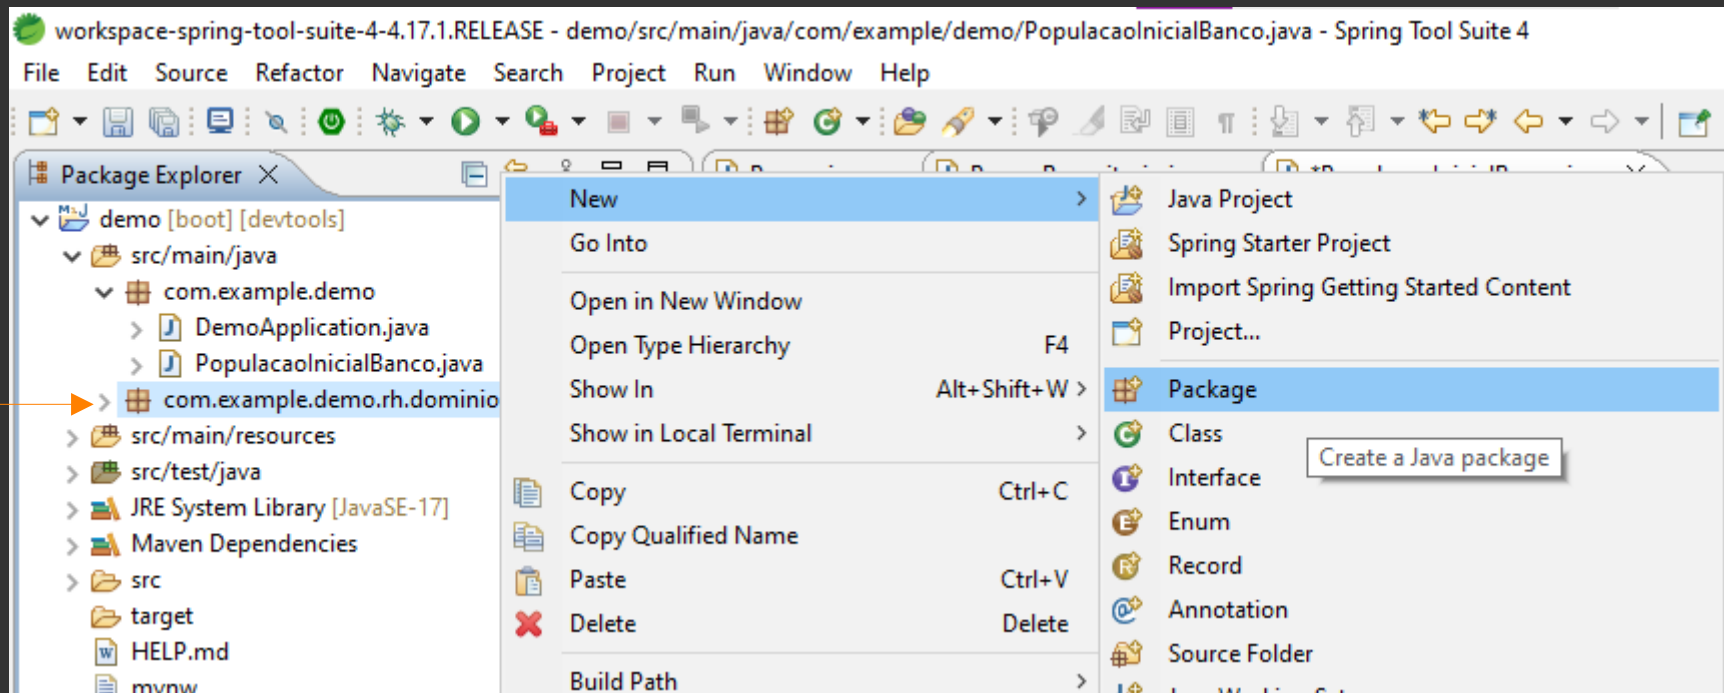 workspace-spring-tool-suite-4-4.17.1.RELEASE - demo/src/main/java/com/example/demo/PopulacaoInicialBanco.java - Spring Tool Suite 4
File Edit Source Refactor Navigate Search Project Run Window Help
Package Explorer
demo [boot] [devtools]
src/main/java
com.example.demo
DemoApplication.java
PopulacaoInicialBanco.java
com.example.demo.rh.dominio
src/main/resources
src/test/java
JRE System Library [JavaSE-17]
Maven Dependencies
src
target
HELP.md
New
Go Into
Open in New Window
Open Type Hierarchy F4
Show In Alt+Shift+W >
Show in Local Terminal
Copy Ctrl+C
Copy Qualified Name
Paste Ctrl+V
Delete Delete
Build Path
Java Project
Spring Starter Project
Import Spring Getting Started Content
Project...
Package
Class
Create a Java package
Interface
Enum
Record
Annotation
Source Folder